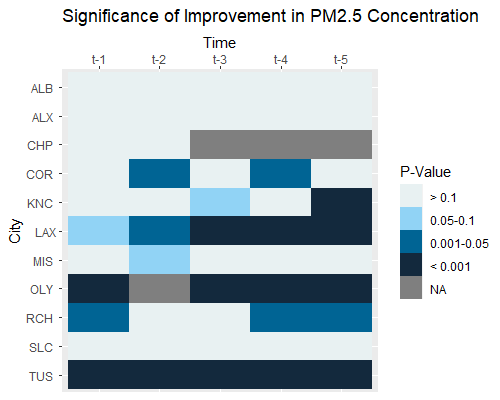 Significance of Improvement in PM2.5 Concentration
Time
t-1 t-2 t-3 t-4 t-5
City
ALB
ALX
CHP
COR
KNC
LAX
MIS
OLY
RCH
SLC
TUS
P-Value
> 0.1
0.05-0.1
0.001-0.05
< 0.001
NA